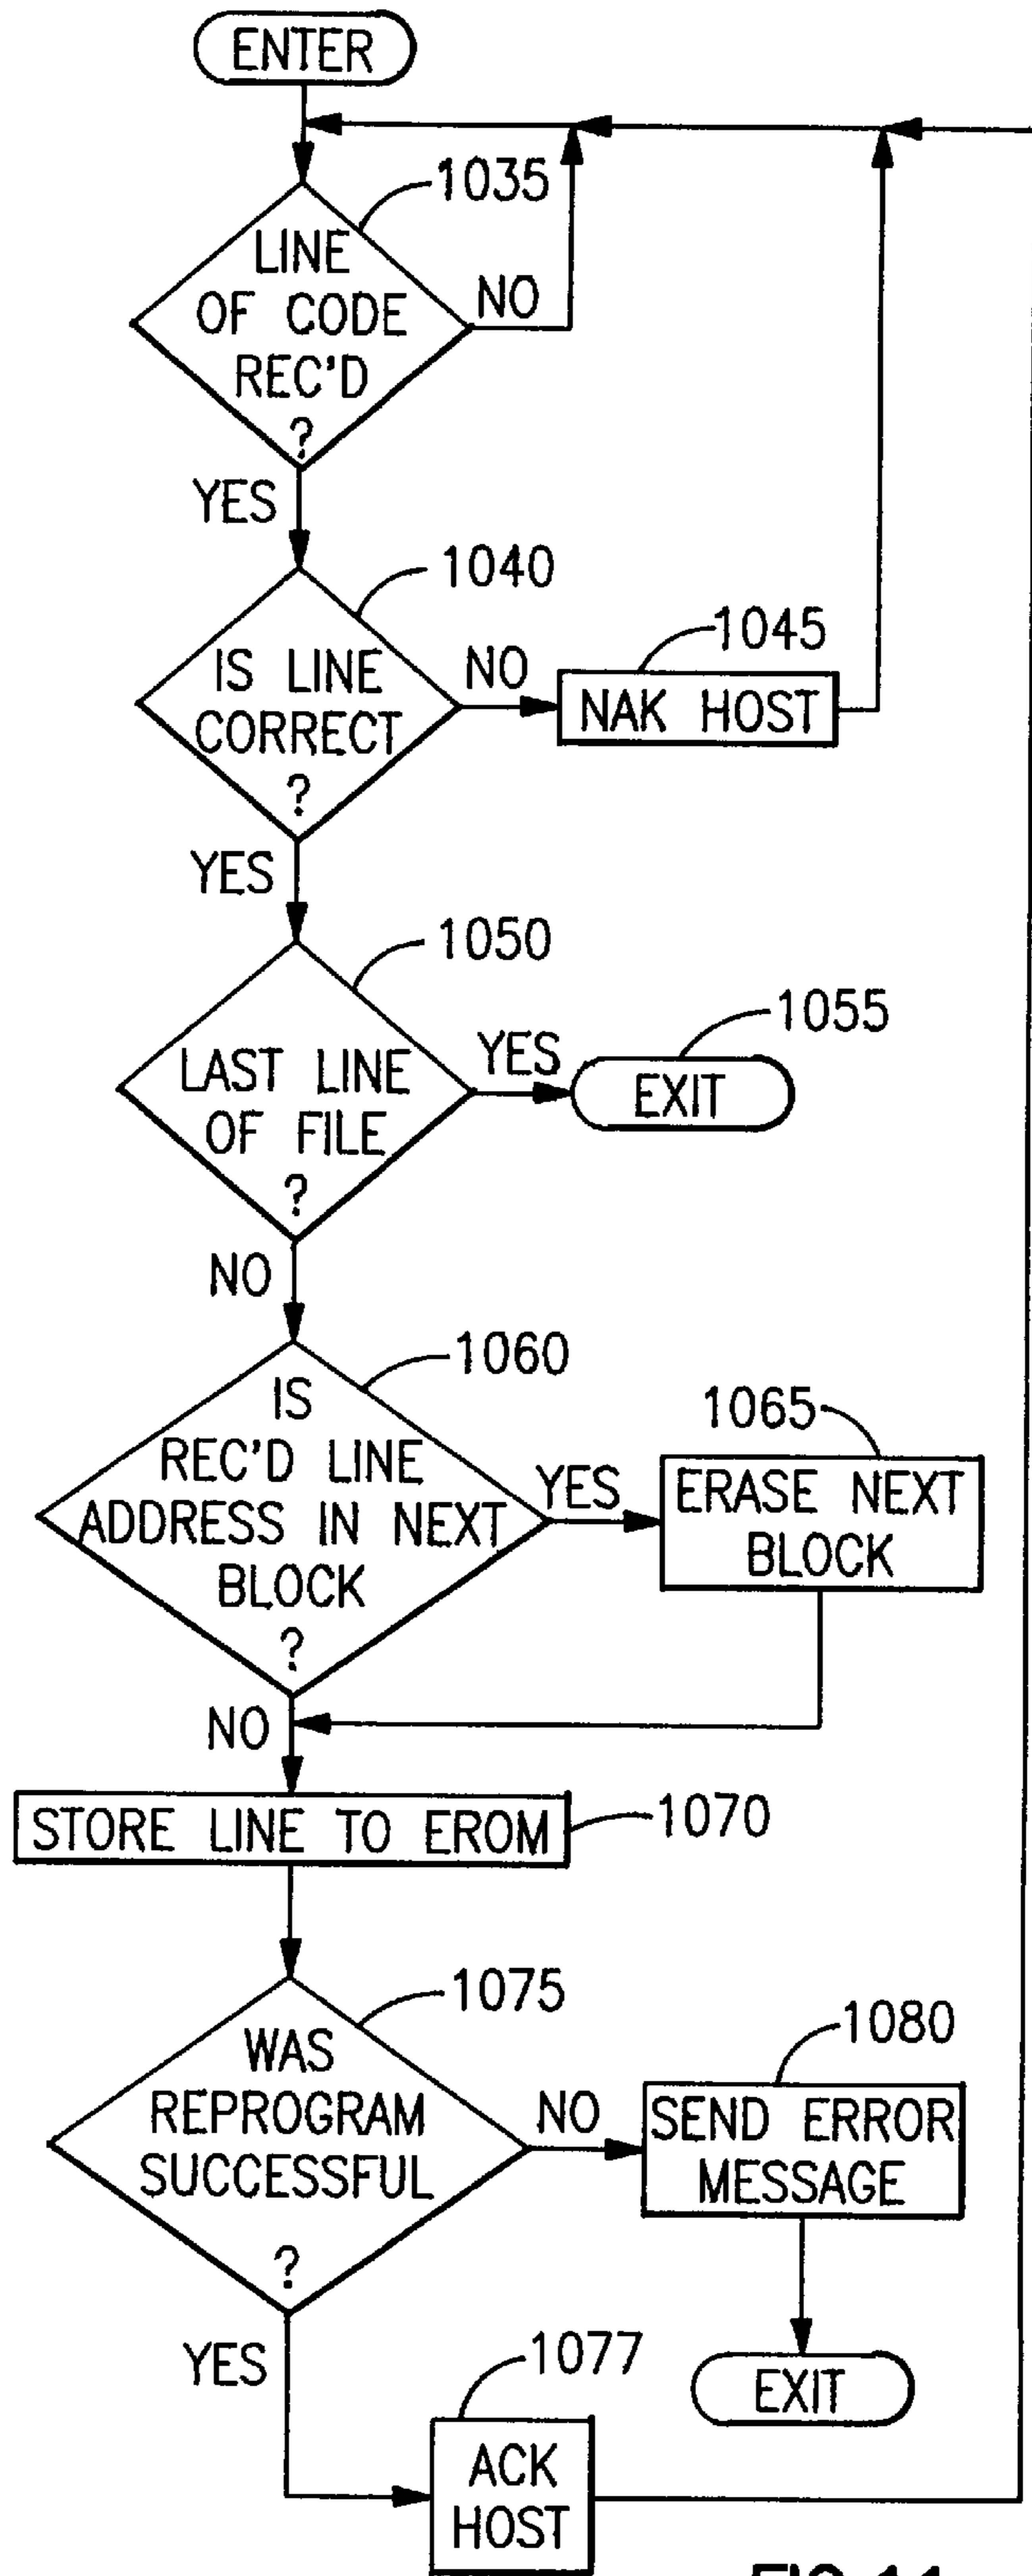 ENTER
1035
LINE
OF CODE
REC'D
?
NO
YES
1040
IS LINE
CORRECT
?
NO
1045
NAK HOST
YES
1050
LAST LINE
OF FILE
?
YES
1055
EXIT
NO
1060
IS
REC'D LINE
ADDRESS IN NEXT
BLOCK
?
YES
1065
ERASE NEXT
BLOCK
NO
STORE LINE TO EROM
1070
1075
WAS
REPROGRAM
SUCCESSFUL
?
NO
1080
SEND ERROR
MESSAGE
EXIT
YES
1077
ACK
HOST